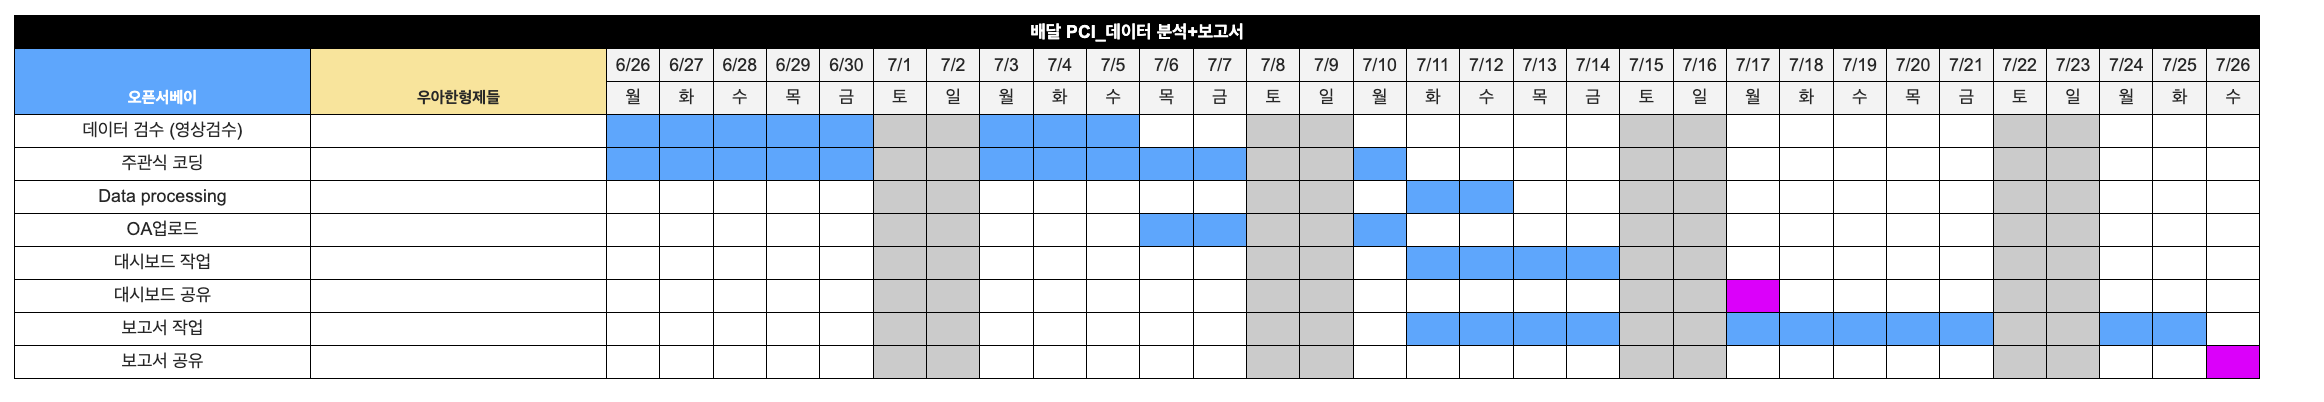 배달 PCI_데이터 분석+보고서
오픈서베이 우아한형제들 6/26 6/27 6/28 6/29 6/30 7/1 7/2 7/3 7/4 7/5 7/6 7/7 7/8 7/9 7/10 7/11 7/12 7/13 7/14 7/15 7/16 7/17 7/18 7/19 7/20 7/21 7/22 7/23 7/24 7/25 7/26
월 화 수 목 금 토 일 월 화 수 목 금 토 일 월 화 수 목 금 토 일 월 화 수 목 금 토 일 월 화 수
데이터 검수 (영상검수)
주관식 코딩
Data processing
OA업로드
대시보드 작업
대시보드 공유
보고서 작업
보고서 공유